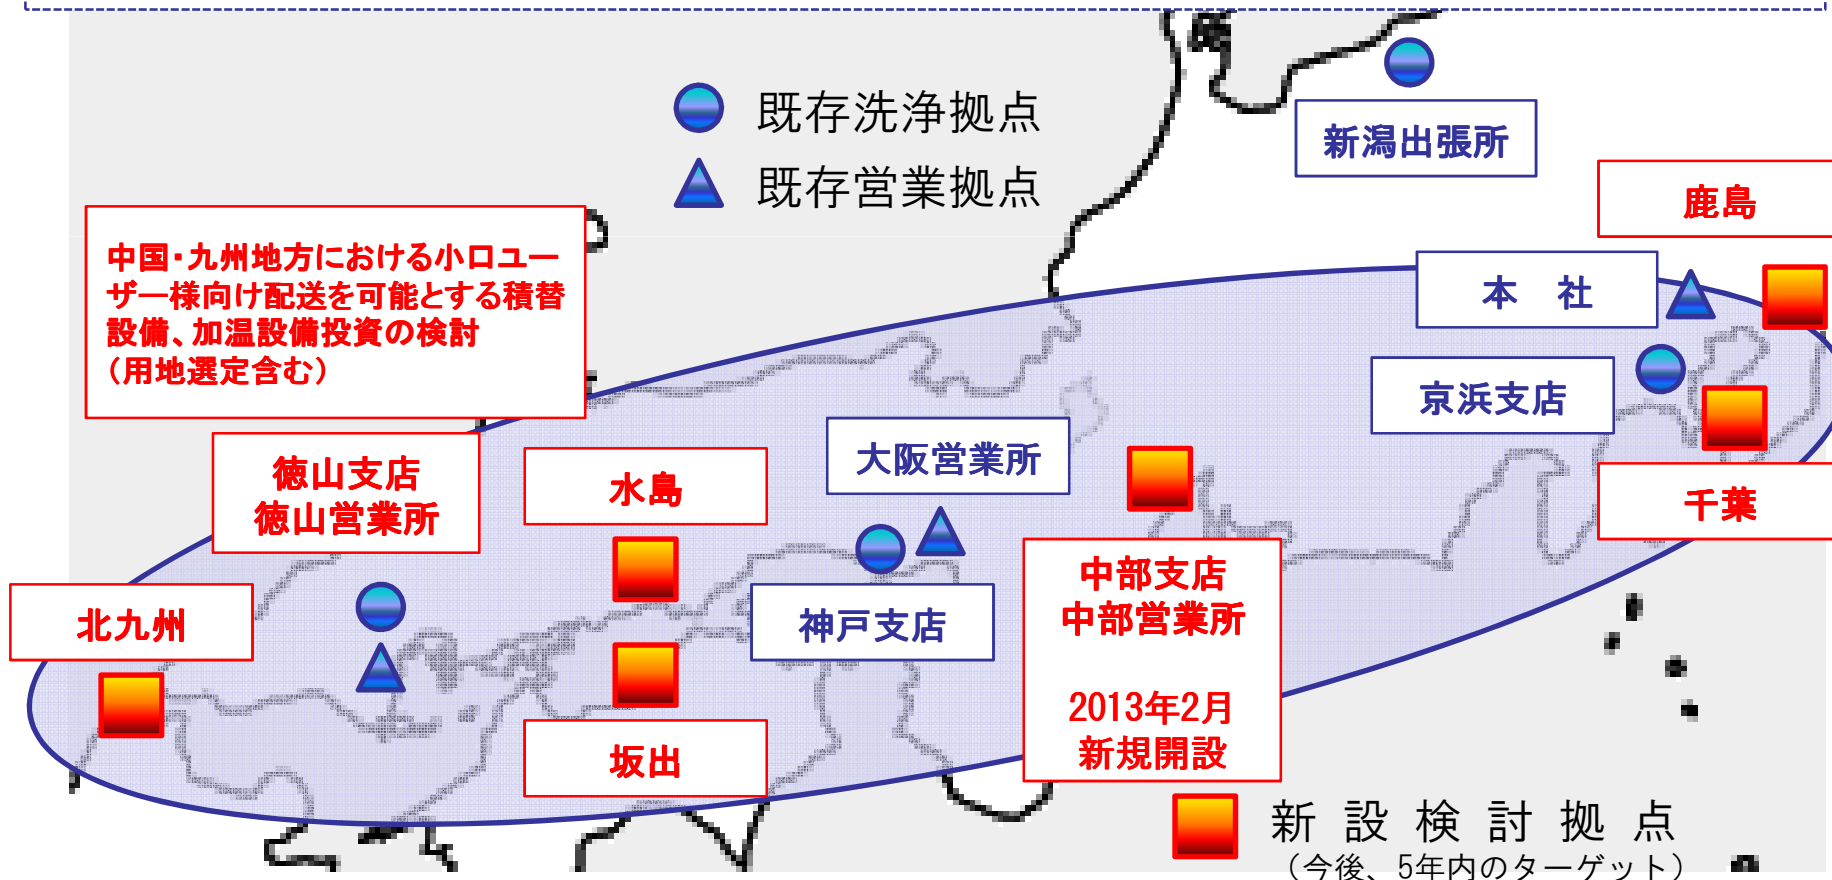 既存洗浄拠点
既存営業拠点
新潟出張所
鹿島
中国・九州地方における小口ユー
ザー様向け配送を可能とする積替
設備、加温設備投資の検討
（用地選定含む）
本　社
京浜支店
大阪営業所
徳山支店
徳山営業所
水島
千葉
中部支店
中部営業所
2013年2月
新規開設
神戸支店
北九州
坂出
新設検討拠点
（今後、5年内のターゲット）